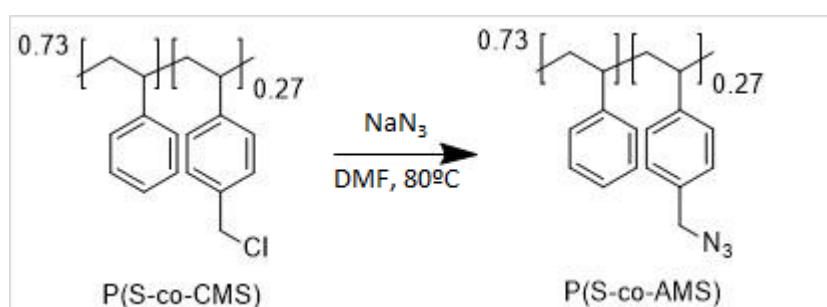 0.73
0.27
Cl
P(S-co-CMS)
NaN₃
DMF, 80ºC
0.73
0.27
N₃
P(S-co-AMS)